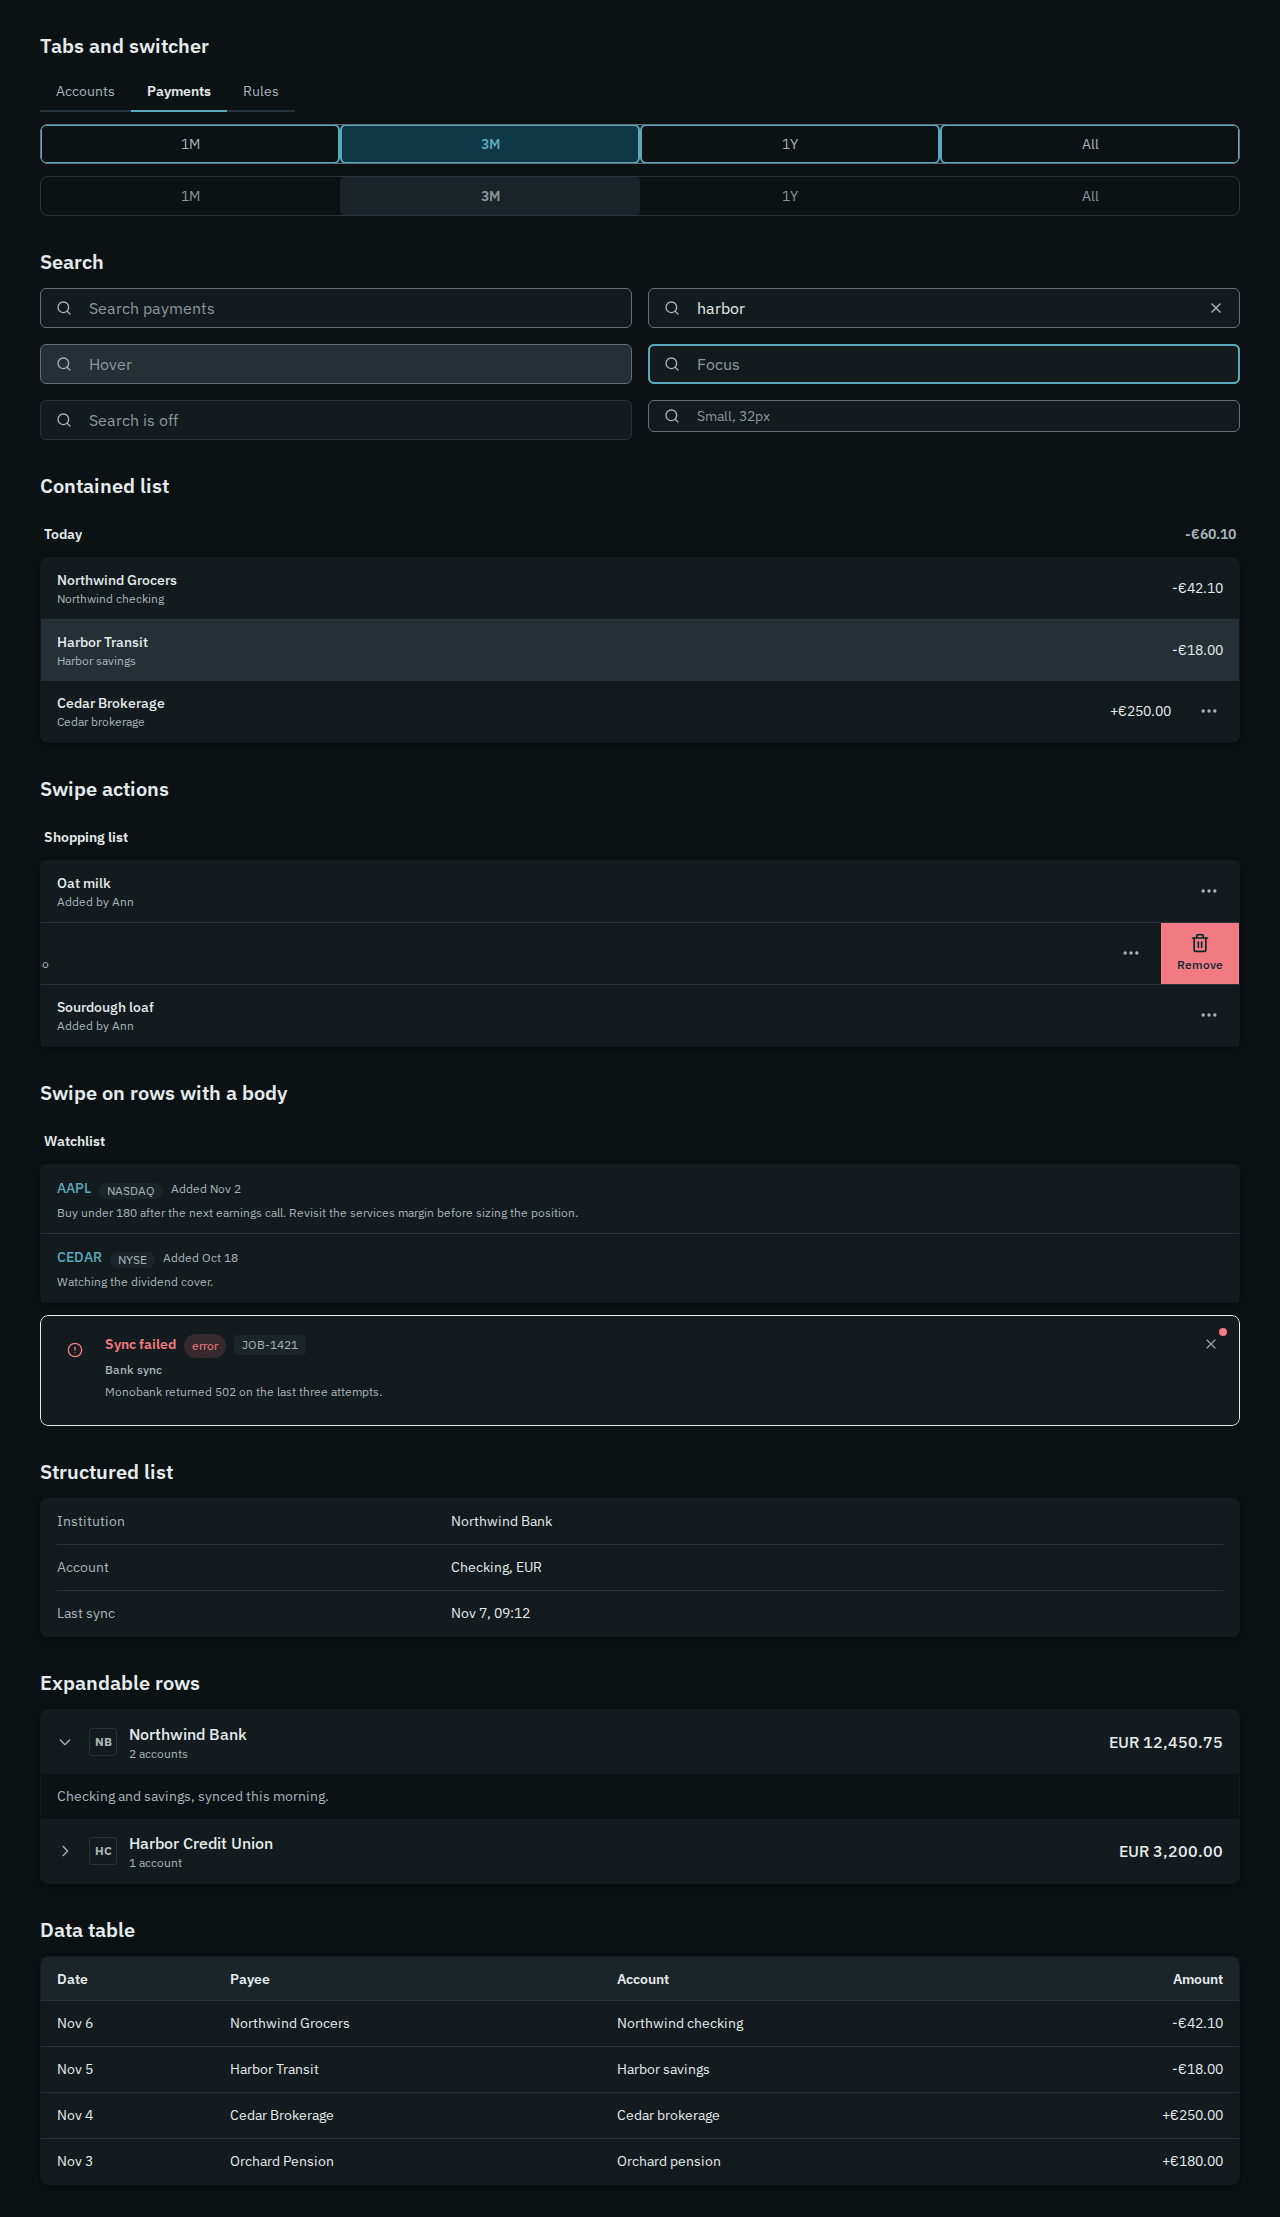 Tabs and switcher
Accounts Payments Rules
1M 3M 1Y All
1M 3M 1Y All
Search
Search payments harbor
Hover Focus
Search is off Small, 32px
Contained list
Today -€60.10
Northwind Grocers
Northwind checking -€42.10
Harbor Transit
Harbor savings -€18.00
Cedar Brokerage
Cedar brokerage +€250.00
Swipe actions
Shopping list
Oat milk
Added by Ann
o Remove
Sourdough loaf
Added by Ann
Swipe on rows with a body
Watchlist
AAPL NASDAQ Added Nov 2
Buy under 180 after the next earnings call. Revisit the services margin before sizing the position.
CEDAR NYSE Added Oct 18
Watching the dividend cover.
Sync failed error JOB-1421
Bank sync
Monobank returned 502 on the last three attempts.
Structured list
Institution Northwind Bank
Account Checking, EUR
Last sync Nov 7, 09:12
Expandable rows
NB Northwind Bank
2 accounts EUR 12,450.75
Checking and savings, synced this morning.
HC Harbor Credit Union
1 account EUR 3,200.00
Data table
Date Payee Account Amount
Nov 6 Northwind Grocers Northwind checking -€42.10
Nov 5 Harbor Transit Harbor savings -€18.00
Nov 4 Cedar Brokerage Cedar brokerage +€250.00
Nov 3 Orchard Pension Orchard pension +€180.00